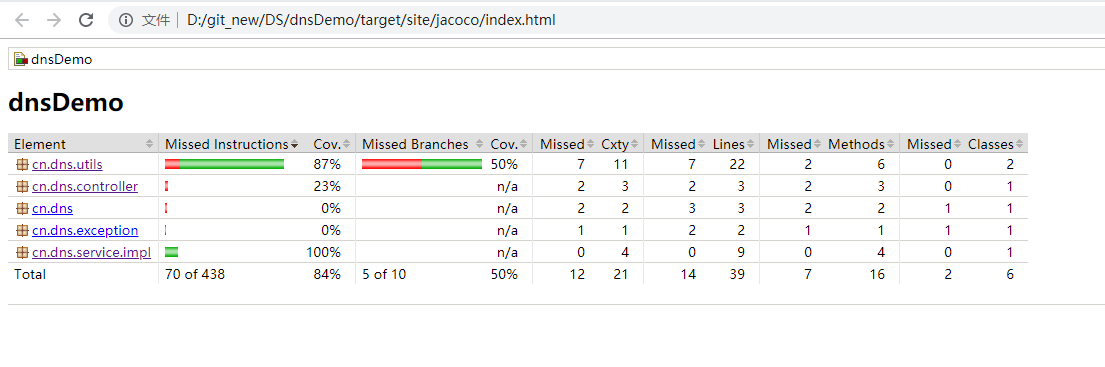 文件 D:/git_new/DS/dnsDemo/target/site/jacoco/index.html
dnsDemo
dnsDemo
Element Missed Instructions Cov. Missed Branches Cov. Missed Cxty Missed Lines Missed Methods Missed Classes
cn.dns.utils 87% 50% 7 11 7 22 2 6 0 2
cn.dns.controller 23% n/a 2 3 2 3 2 3 0 1
cn.dns 0% n/a 2 2 3 3 2 2 1 1
cn.dns.exception 0% n/a 1 1 2 2 1 1 1 1
cn.dns.service.impl 100% n/a 0 4 0 9 0 4 0 1
Total 70 of 438 84% 5 of 10 50% 12 21 14 39 7 16 2 6